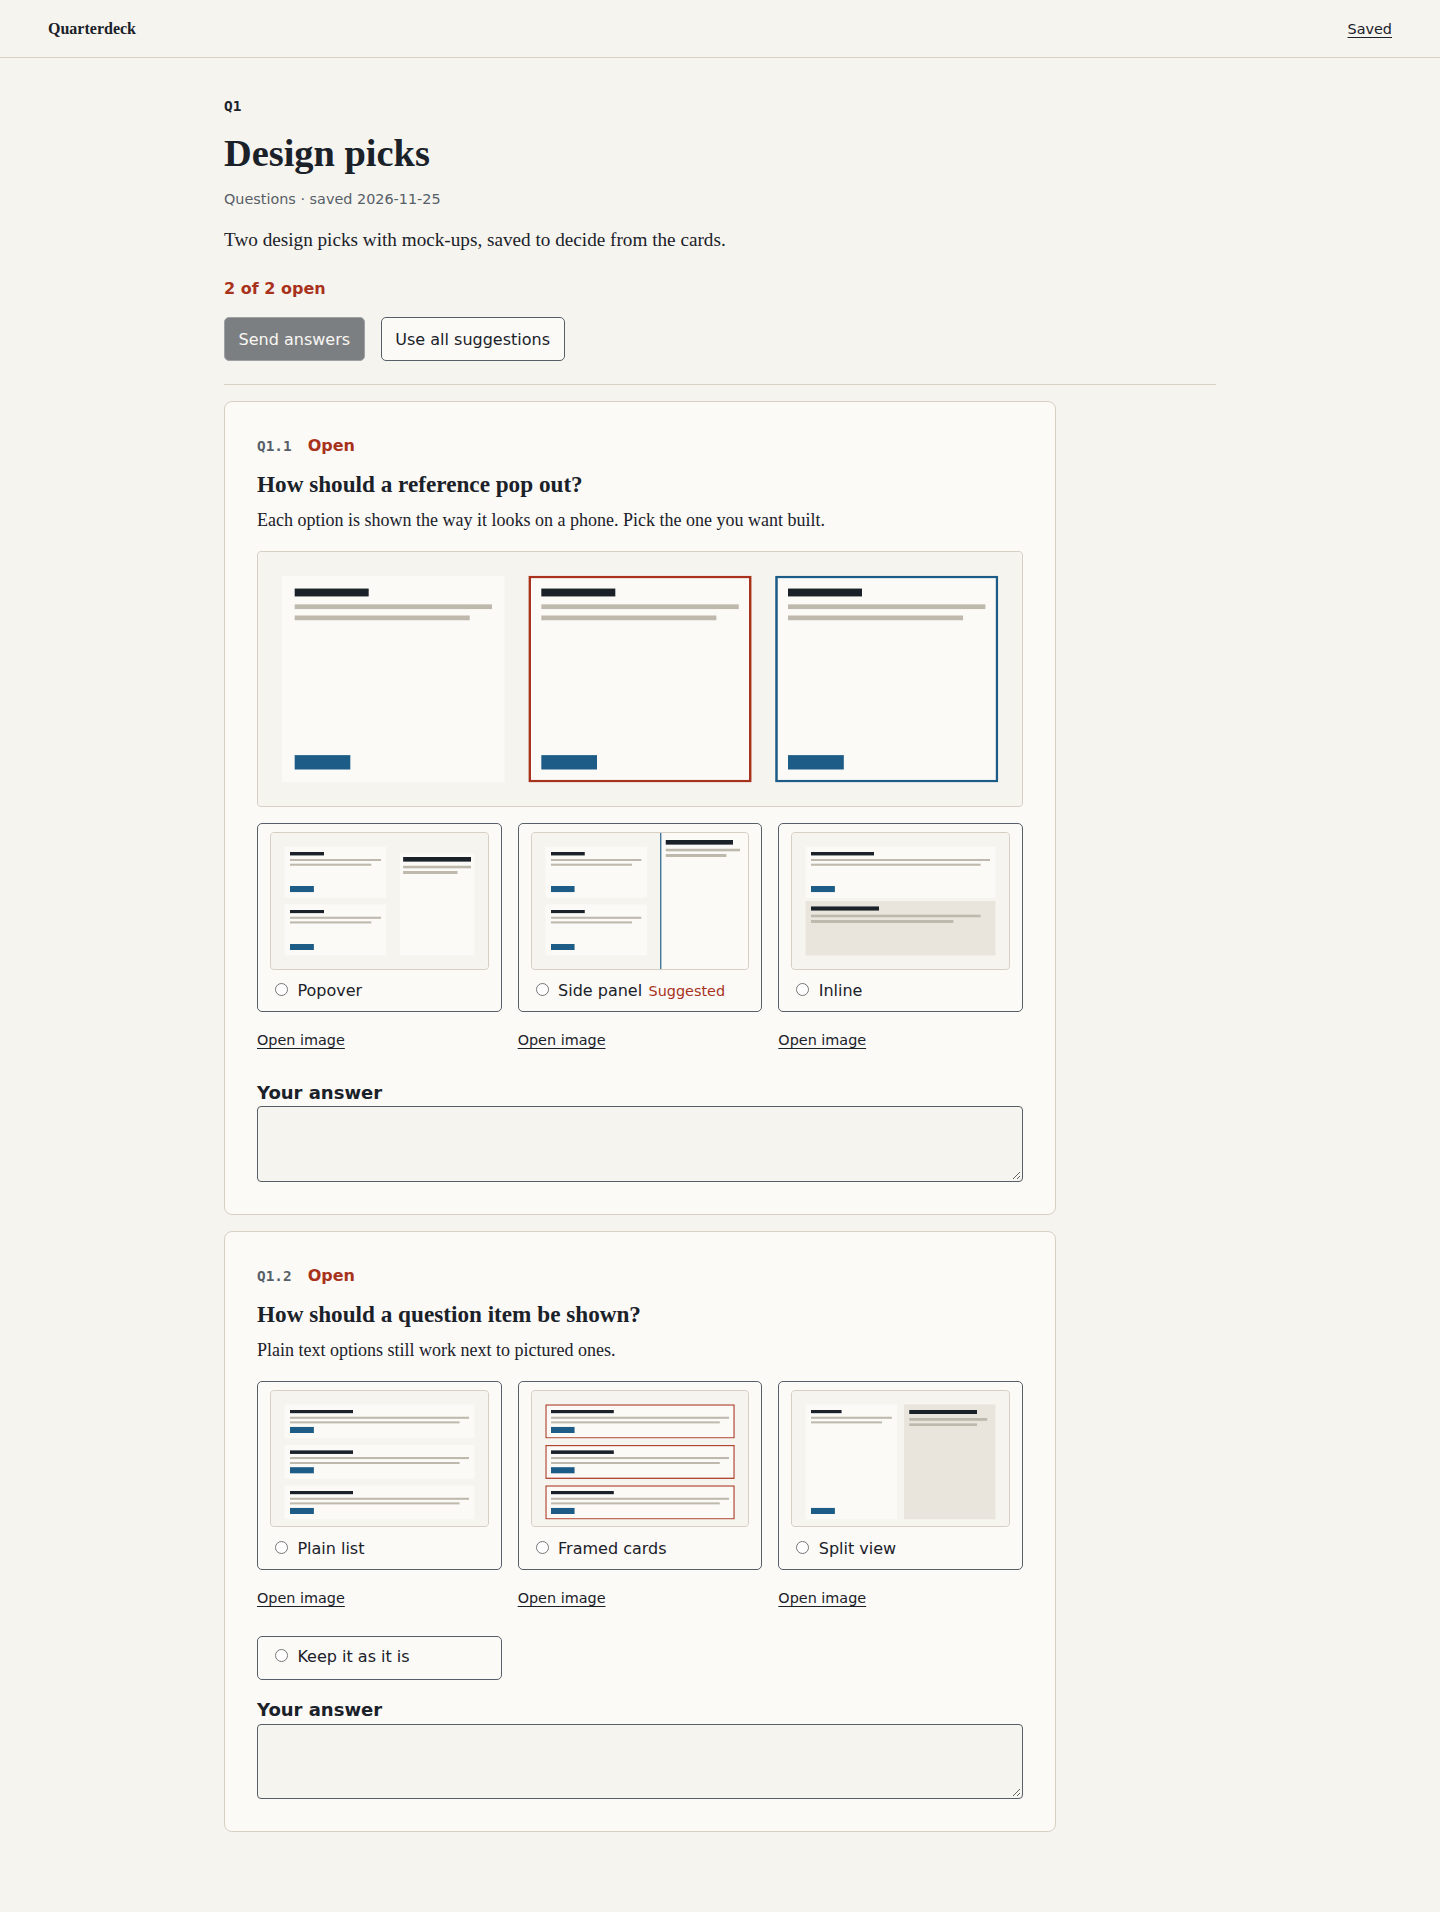 Quarterdeck
Saved
Q1
Design picks
Questions · saved 2026-11-25
Two design picks with mock-ups, saved to decide from the cards.
2 of 2 open
Send answers
Use all suggestions
Q1.1 Open
How should a reference pop out?
Each option is shown the way it looks on a phone. Pick the one you want built.
Popover
Side panel Suggested
Inline
Open image
Open image
Open image
Your answer
Q1.2 Open
How should a question item be shown?
Plain text options still work next to pictured ones.
Plain list
Framed cards
Split view
Open image
Open image
Open image
Keep it as it is
Your answer